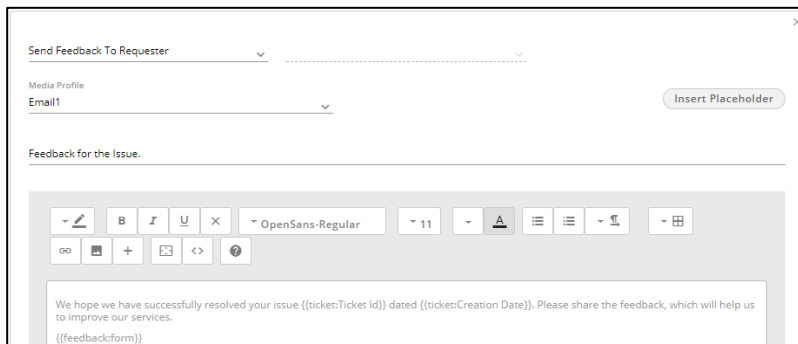 Send Feedback To Requester
Media Profile
Email1
Insert Placeholder
Feedback for the Issue.
B I U
OpenSans-Regular
11
A
We hope we have successfully resolved your issue {{ticket:Ticket Id}} dated {{ticket:Creation Date}}. Please share the feedback, which will help us
to improve our services.
{{feedback:form}}